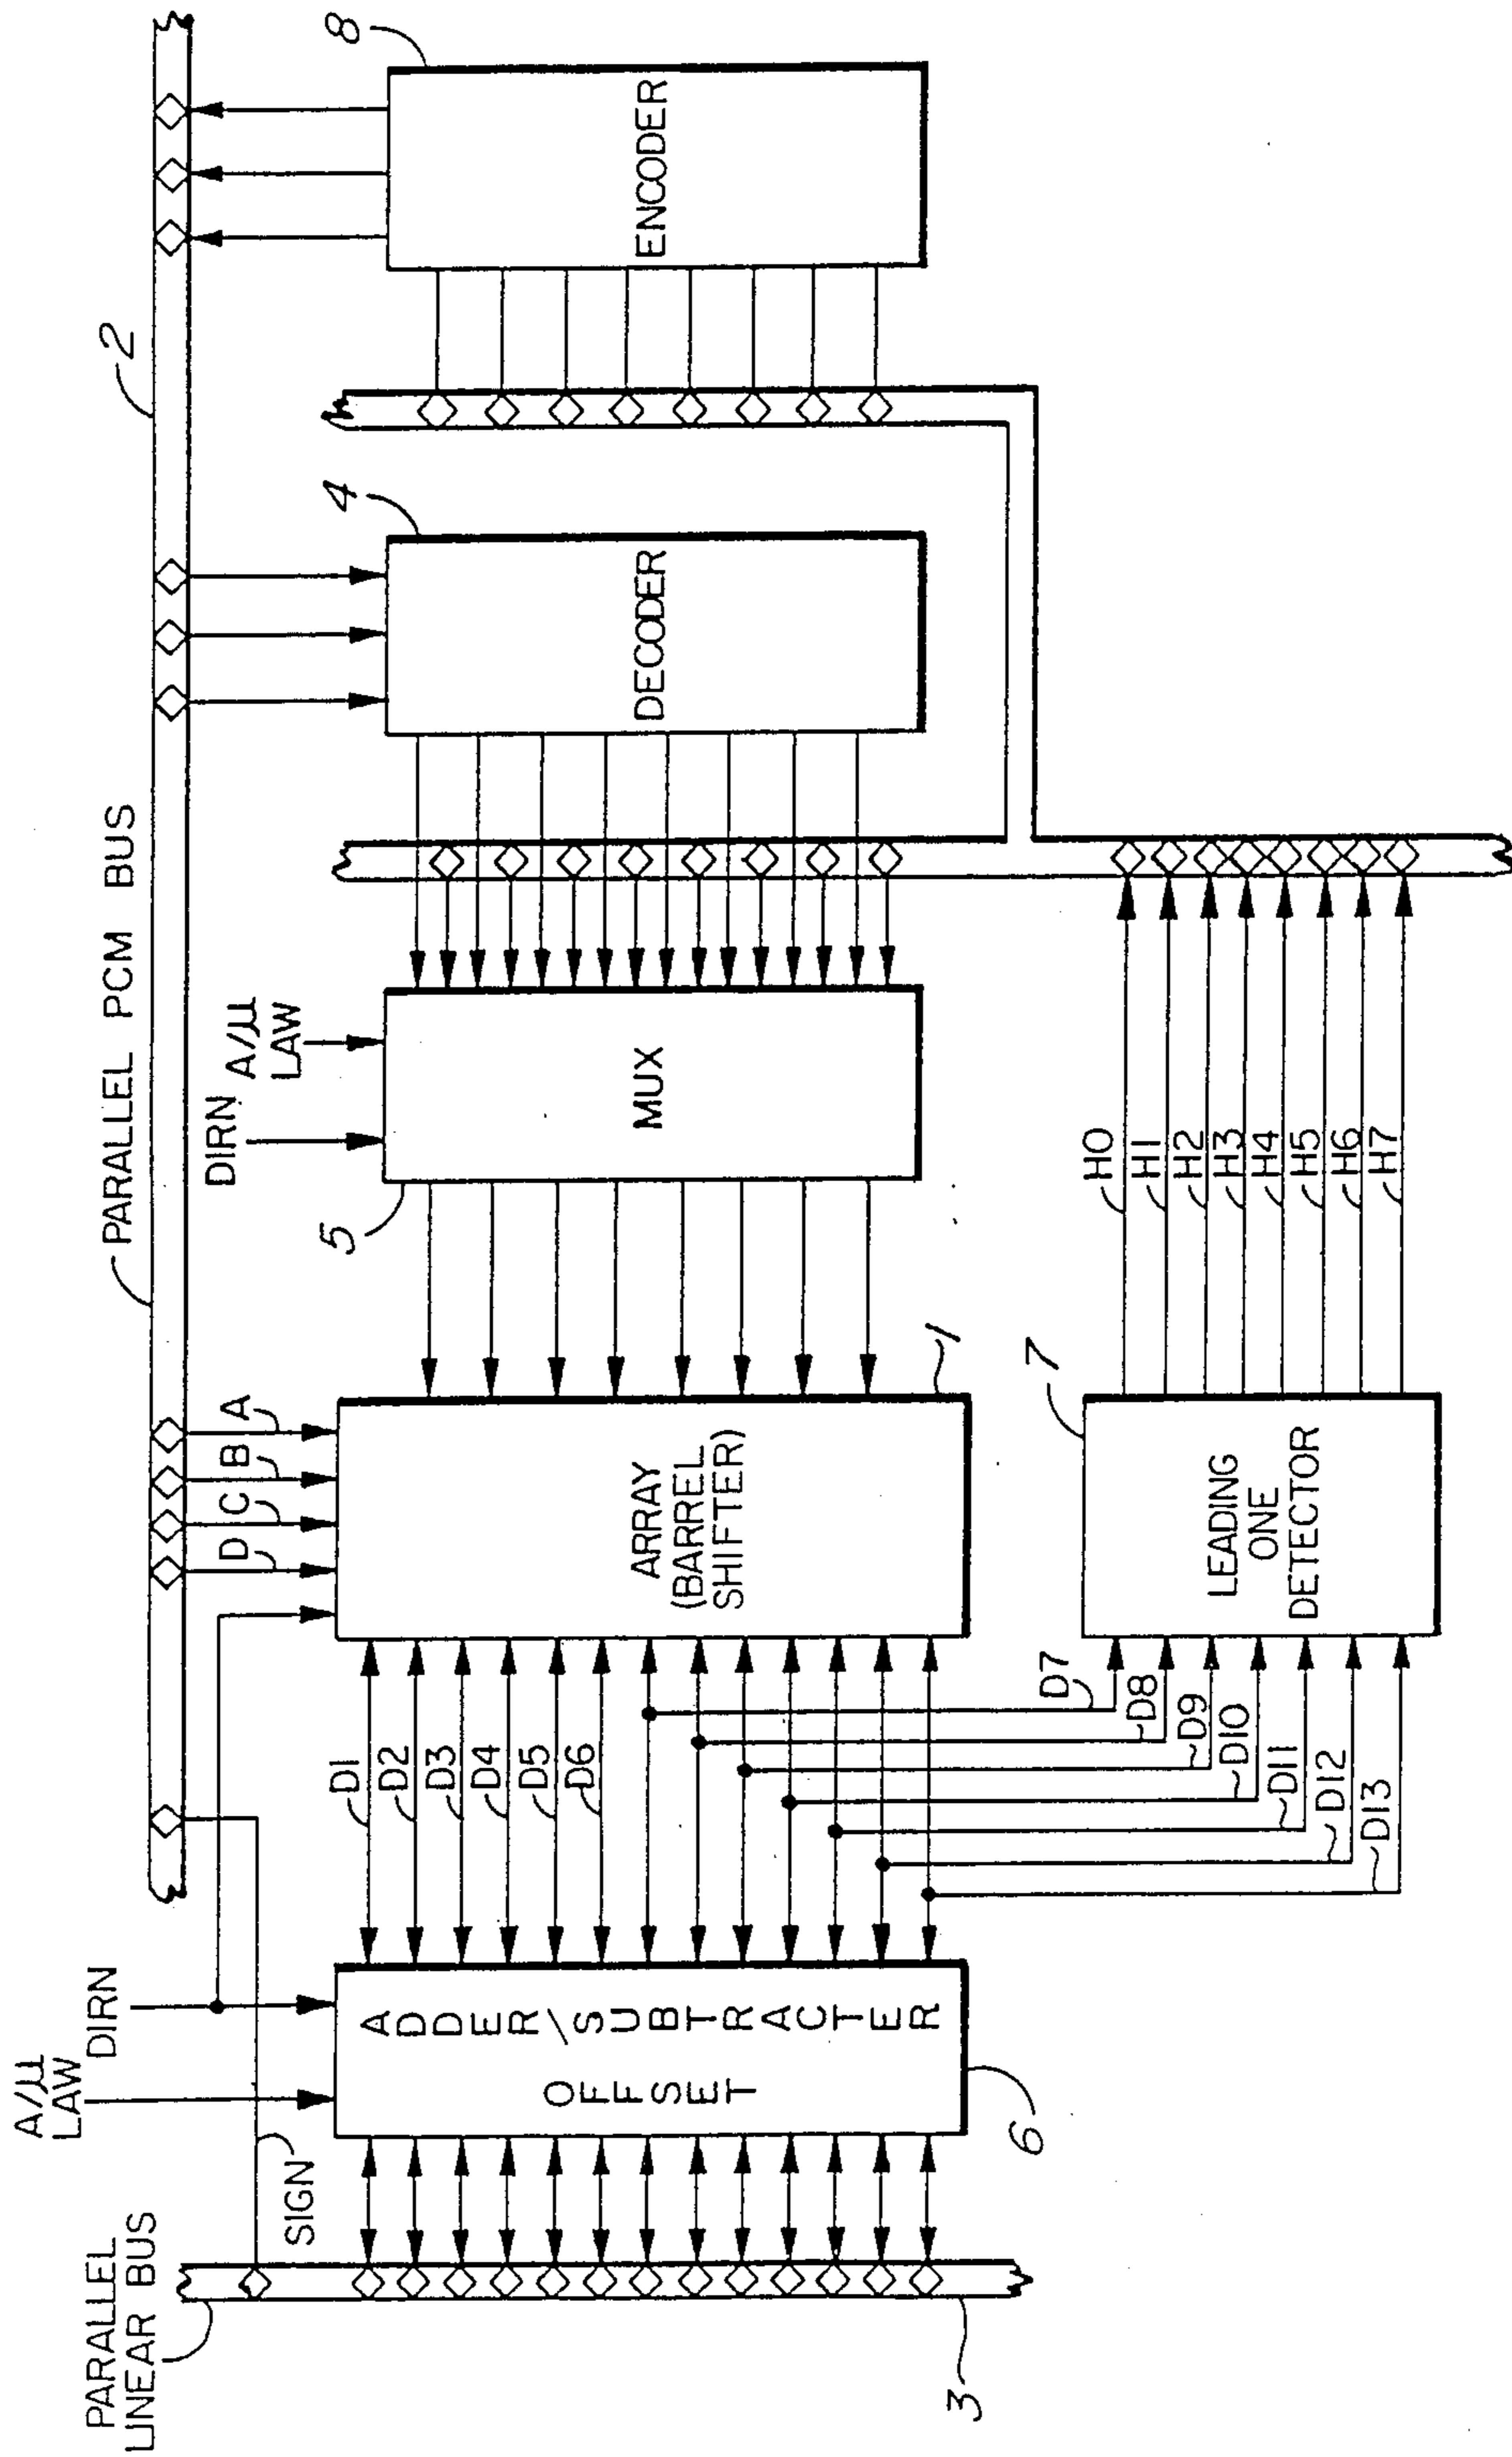 PARALLEL PCM BUS
2
8
ENCODER
4
DECODER
DIRN
A/μ
LAW
5
MUX
A
B
C
D
1
ARRAY
(BARREL
SHIFTER)
D1
D2
D3
D4
D5
D6
D7
D8
D9
D10
D11
D12
D13
7
LEADING
ONE
DETECTOR
H0
H1
H2
H3
H4
H5
H6
H7
A/μ
LAW
DIRN
ADDER/SUBTRACTER
OFFSET
6
SIGN
PARALLEL
LINEAR BUS
3